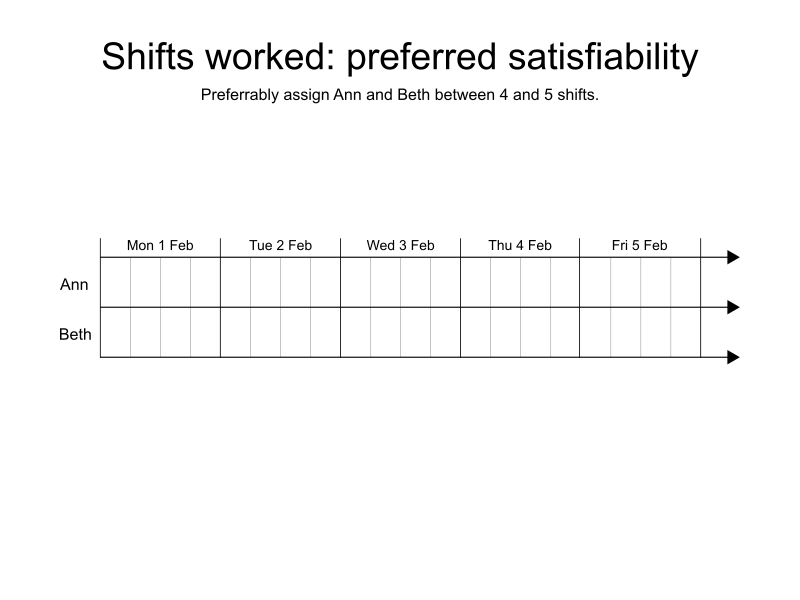 Shifts worked: preferred satisfiability
Preferrably assign Ann and Beth between 4 and 5 shifts.
Mon 1 Feb Tue 2 Feb Wed 3 Feb Thu 4 Feb Fri 5 Feb
Ann
Beth